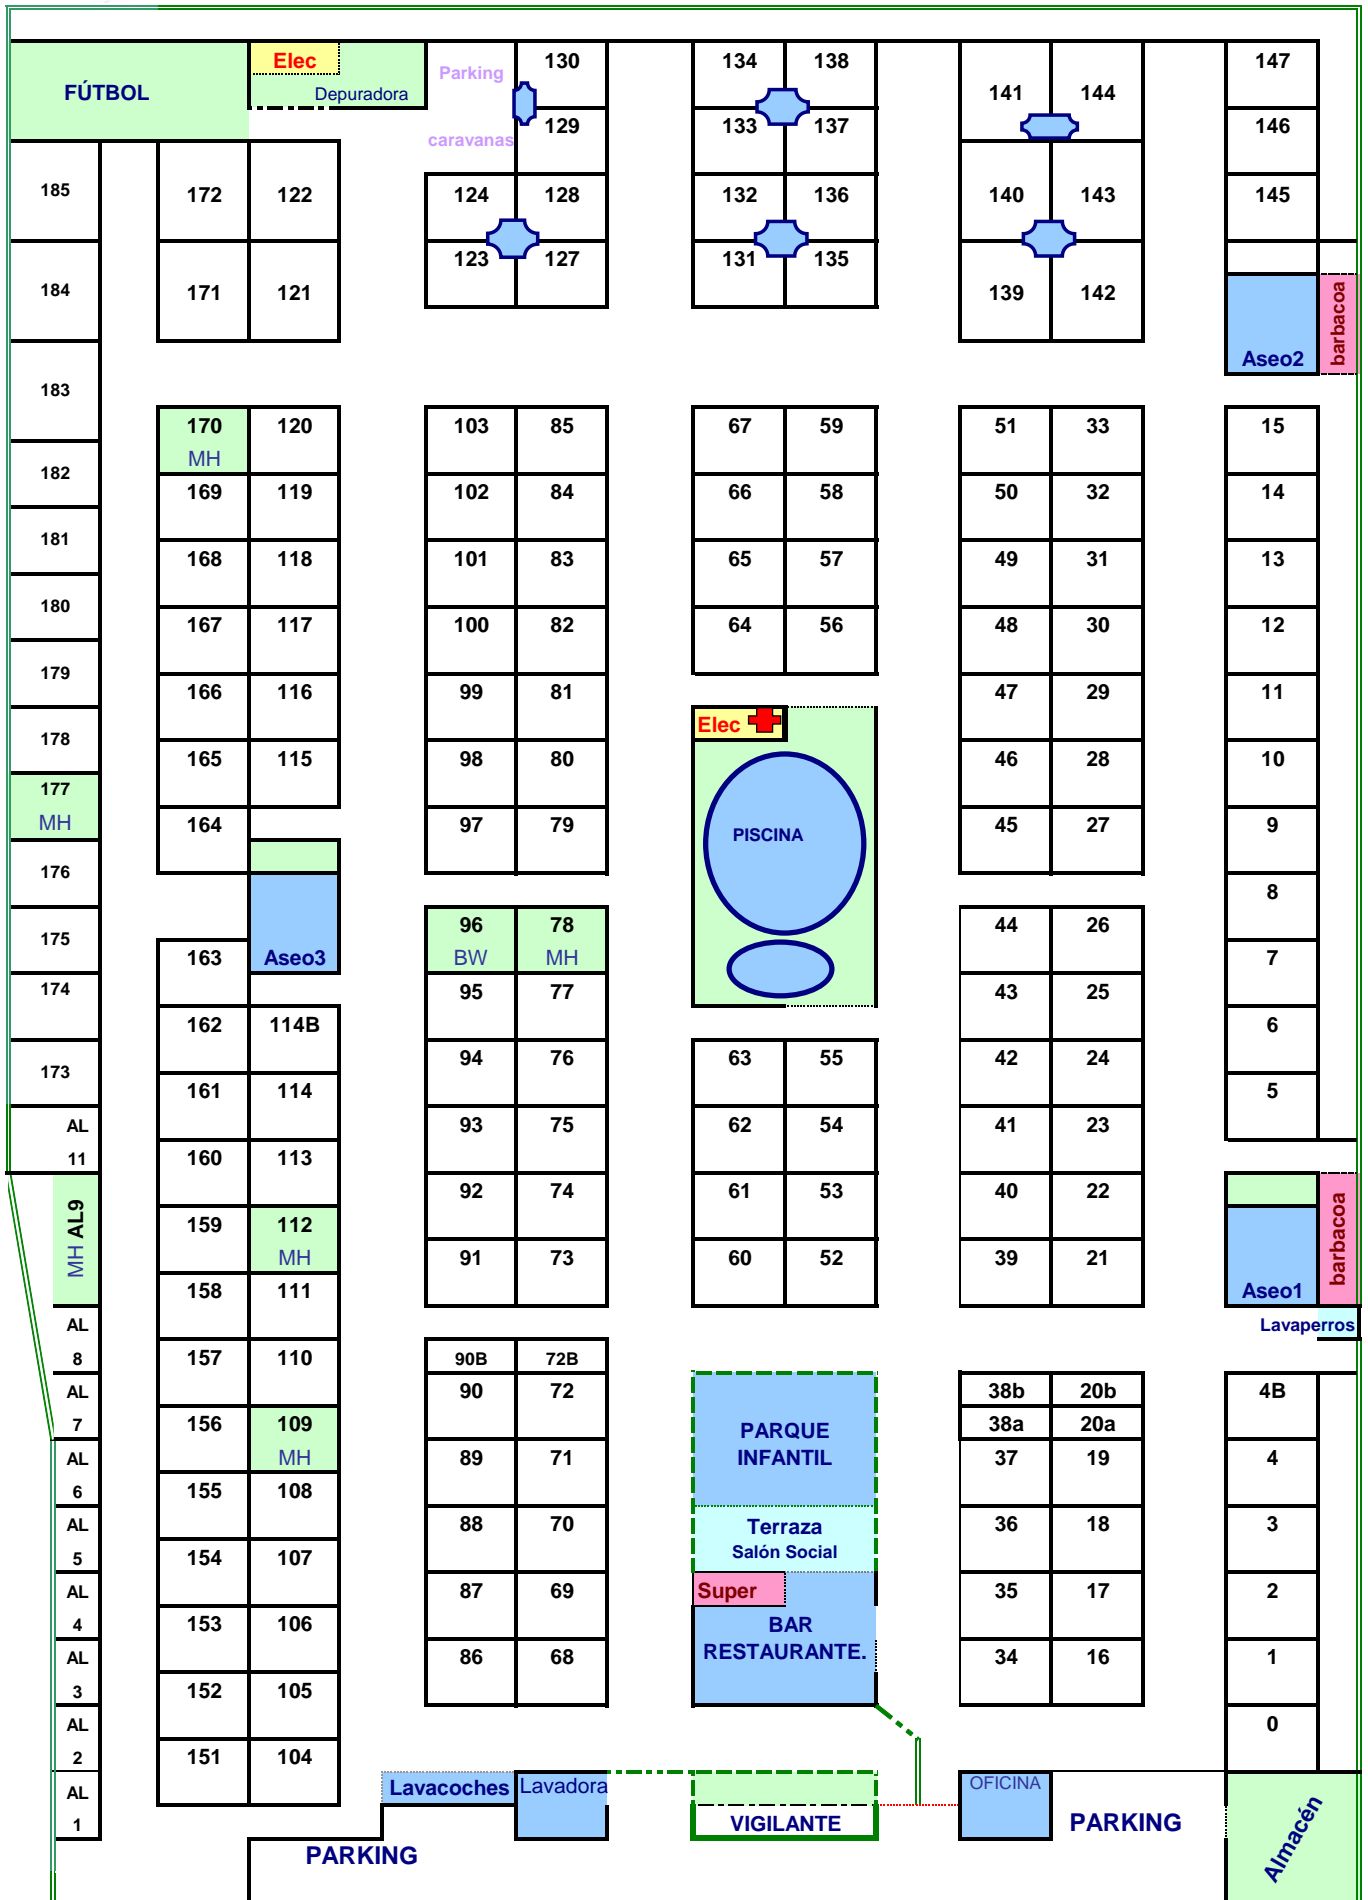 Elec 130 134 138 147
Parking
FÚTBOL Depuradora 141 144
129 133 137 146
caravanas
185 172 122 124 128 132 136 140 143 145
123 127 131 135
184 171 121 139 142 barbacoa
Aseo2
183
170 120 103 85 67 59 51 33 15
MH
182
169 119 102 84 66 58 50 32 14
181
168 118 101 83 65 57 49 31 13
180
167 117 100 82 64 56 48 30 12
179
166 116 99 81 47 29 11
178 Elec
165 115 98 80 46 28 10
177
MH 164 97 79 PISCINA 45 27 9
176
8
175 96 78 44 26
163 Aseo3 BW MH 7
174 95 77 43 25
162 114B 6
173 94 76 63 55 42 24
161 114 5
AL 93 75 62 54 41 23
11 160 113
MH AL9 159 112 92 74 61 53 40 22 barbacoa
MH 91 73 60 52 39 21
158 111 Aseo1
AL Lavaperros
8 157 110 90B 72B
AL 90 72 38b 20b 4B
7 156 109 PARQUE 38a 20a
AL MH 89 71 INFANTIL 37 19 4
6 155 108
AL 88 70 Terraza 36 18 3
5 154 107 Salón Social
AL 87 69 Super 35 17 2
4 153 106 BAR
AL 86 68 RESTAURANTE. 34 16 1
3 152 105
AL 0
2 151 104
AL Lavacoches Lavadora OFICINA
1 VIGILANTE PARKING Almacén
PARKING